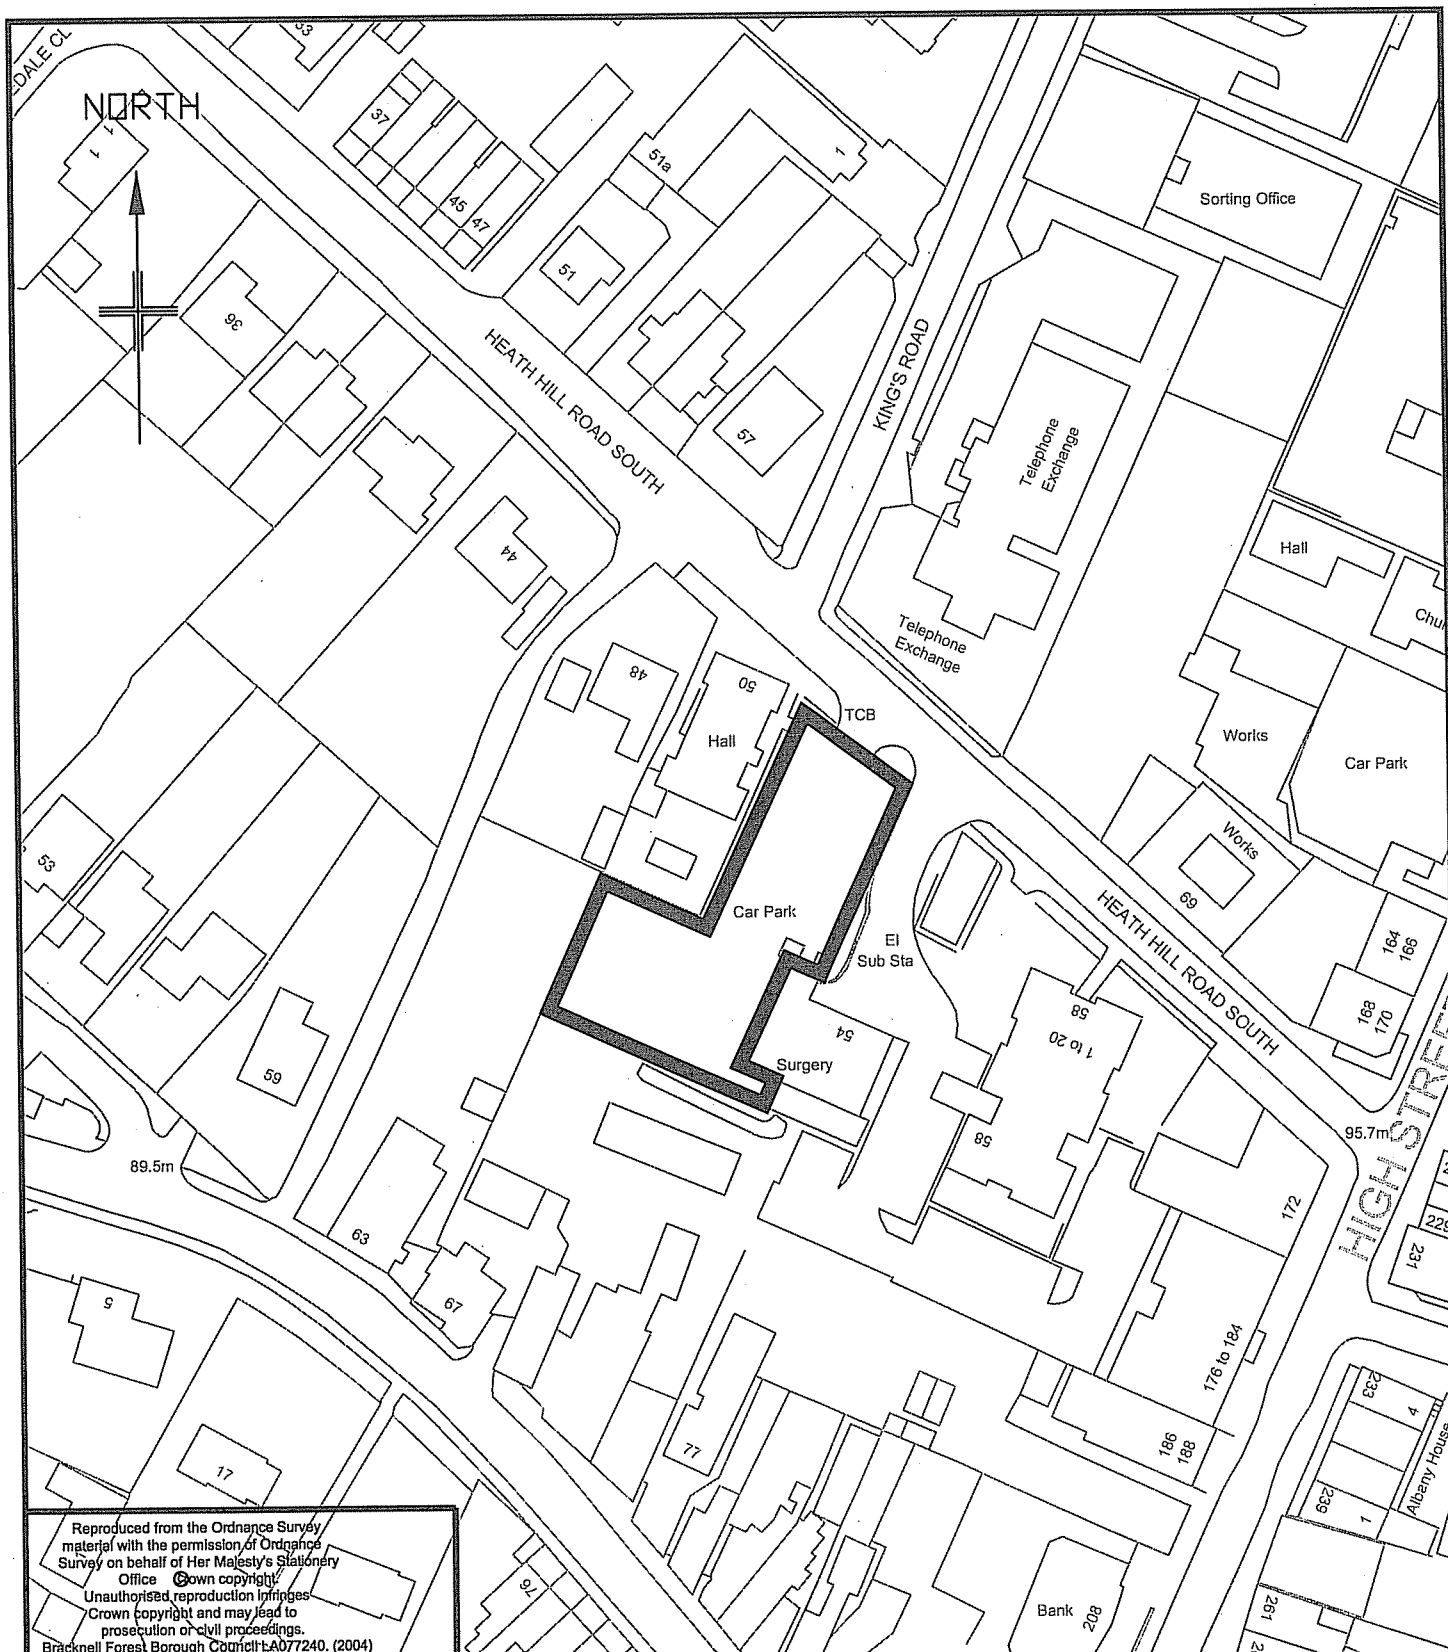 EDALE CL
33
NORTH
1
11
37
45
47
51a
1
51
Sorting Office
36
HEATH HILL ROAD SOUTH
57
KING'S ROAD
Telephone
Exchange
44
Hall
Telephone
Exchange
48
50
Hall
TCB
Works
Car Park
Works
69
53
Car Park
El
Sub Sta
HEATH HILL ROAD SOUTH
164
166
168
170
58
1 to 20
54
Surgery
59
58
95.7m
HIGH STREET
89.5m
172
229
231
63
67
5
176 to 184
233
4
Albany House
77
186
188
17
239
1
76
Bank
208
261
Reproduced from the Ordnance Survey
material with the permission of Ordnance
Survey on behalf of Her Majesty's Stationery
Office © Crown copyright.
Unauthorised reproduction infringes
Crown copyright and may lead to
prosecution or civil proceedings.
Bracknell Forest Borough Council LA077240. (2004)